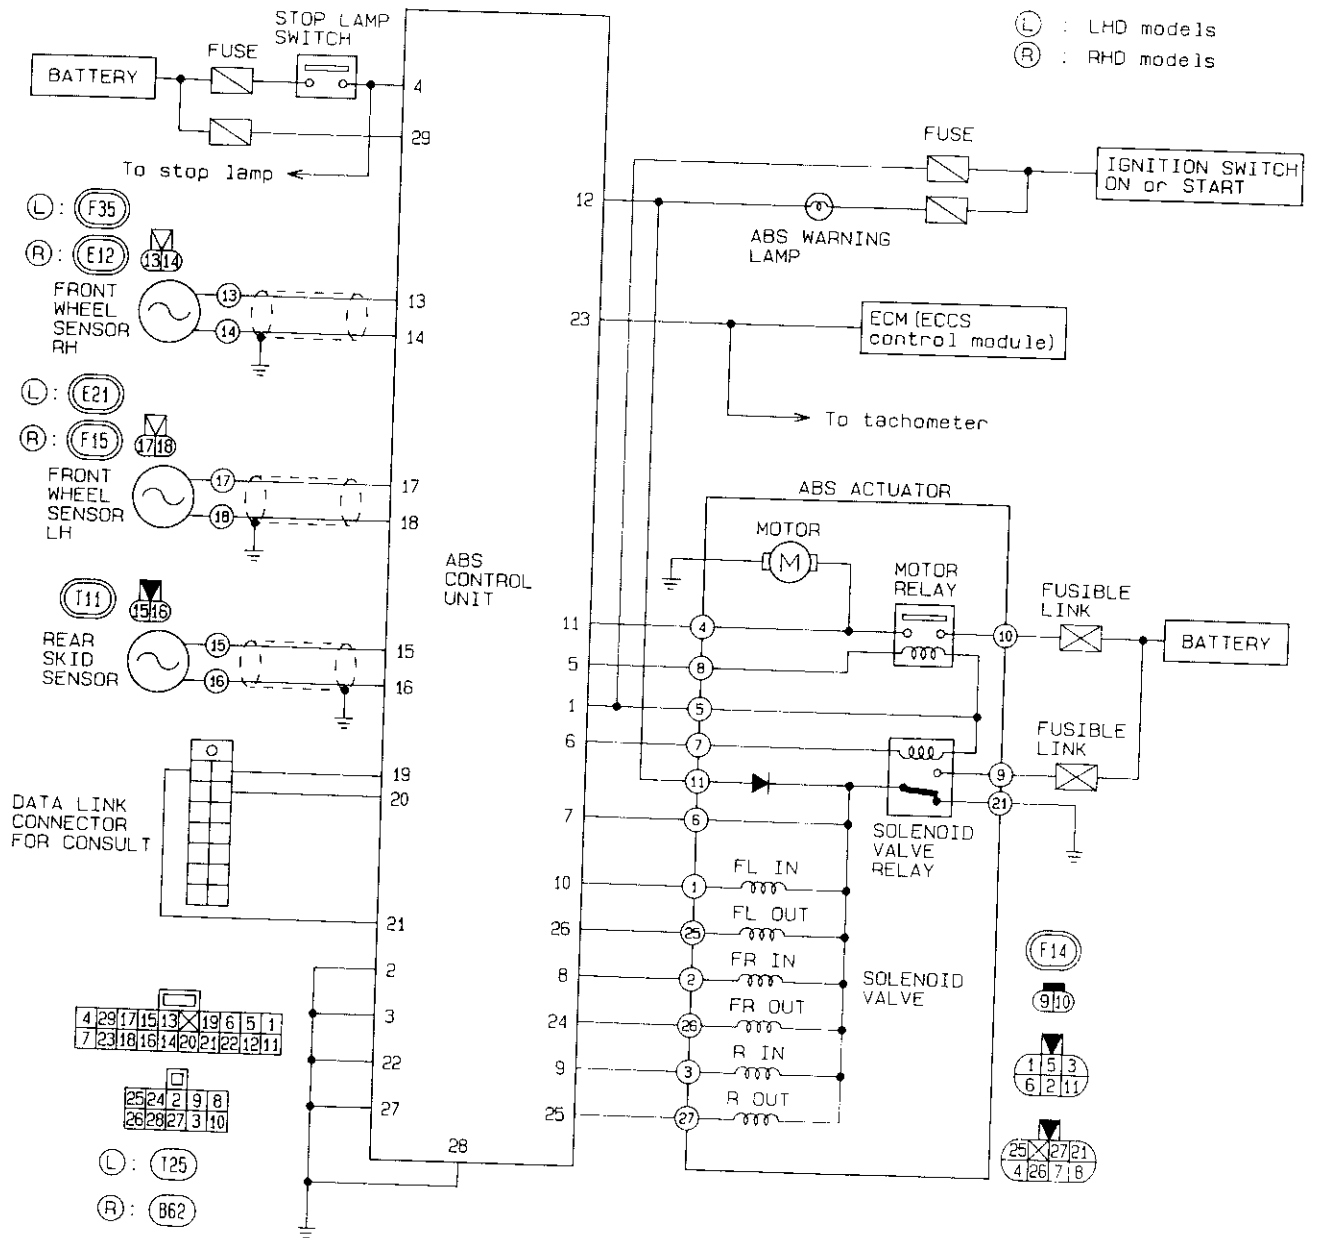 STOP LAMP
SWITCH
FUSE
BATTERY
4
29
To stop lamp
L : LHD models
R : RHD models
FUSE
IGNITION SWITCH
ON or START
12
ABS WARNING
LAMP
L : F35
R : E12
13 14
FRONT
WHEEL
SENSOR
RH
13
14
13
14
23
ECM (ECCS
control module)
To tachometer
L : E21
R : F15
17 18
FRONT
WHEEL
SENSOR
LH
17
18
17
18
ABS
CONTROL
UNIT
T11
15 16
REAR
SKID
SENSOR
15
16
15
16
ABS ACTUATOR
MOTOR
M
MOTOR
RELAY
FUSIBLE
LINK
BATTERY
11
4
10
5
8
1
5
6
7
FUSIBLE
LINK
9
11
21
7
6
SOLENOID
VALVE
RELAY
DATA LINK
CONNECTOR
FOR CONSULT
19
20
21
10
1
FL IN
26
25
FL OUT
8
2
FR IN
24
26
FR OUT
9
3
R IN
25
27
R OUT
SOLENOID
VALVE
2
3
22
27
28
4 29 17 15 13 19 6 5 1
7 23 18 16 14 20 21 22 12 11
25 24 2 9 8
26 28 27 3 10
L : T25
R : B62
F14
9 10
1 5 3
6 2 11
25 27 21
4 26 7 8